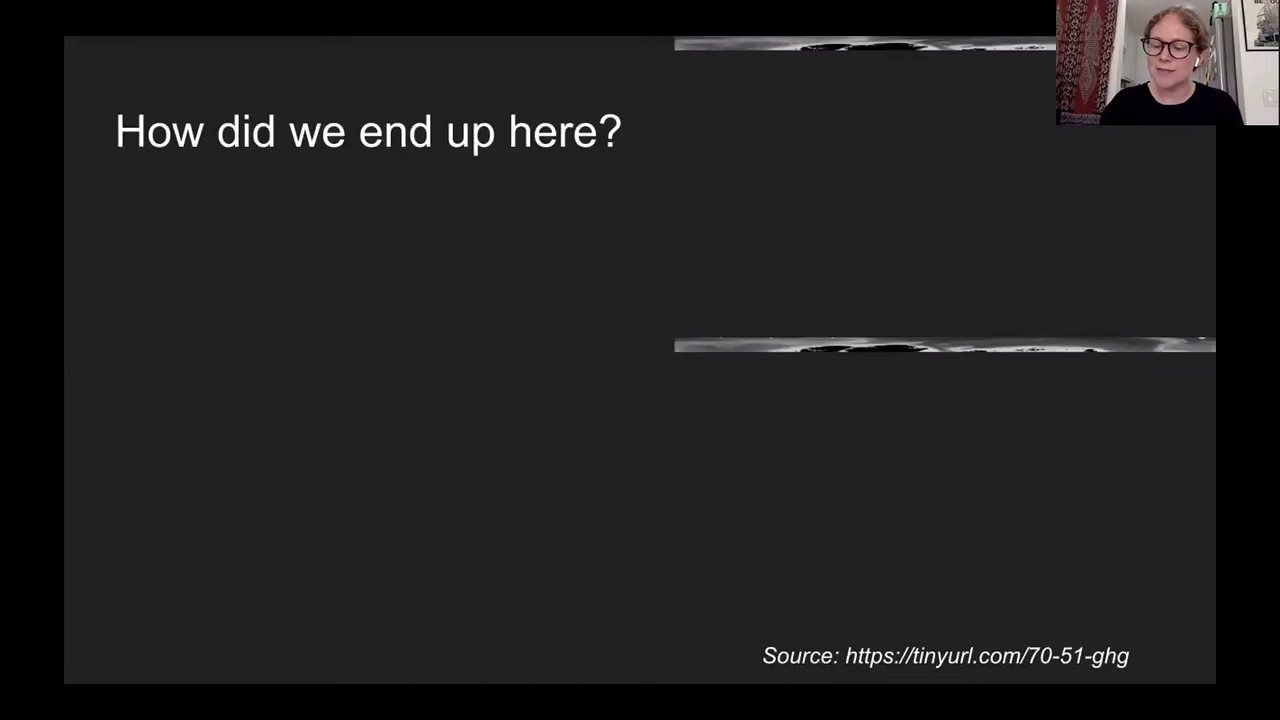 How did we end up here?
Source: https://tinyurl.com/70-51-ghg